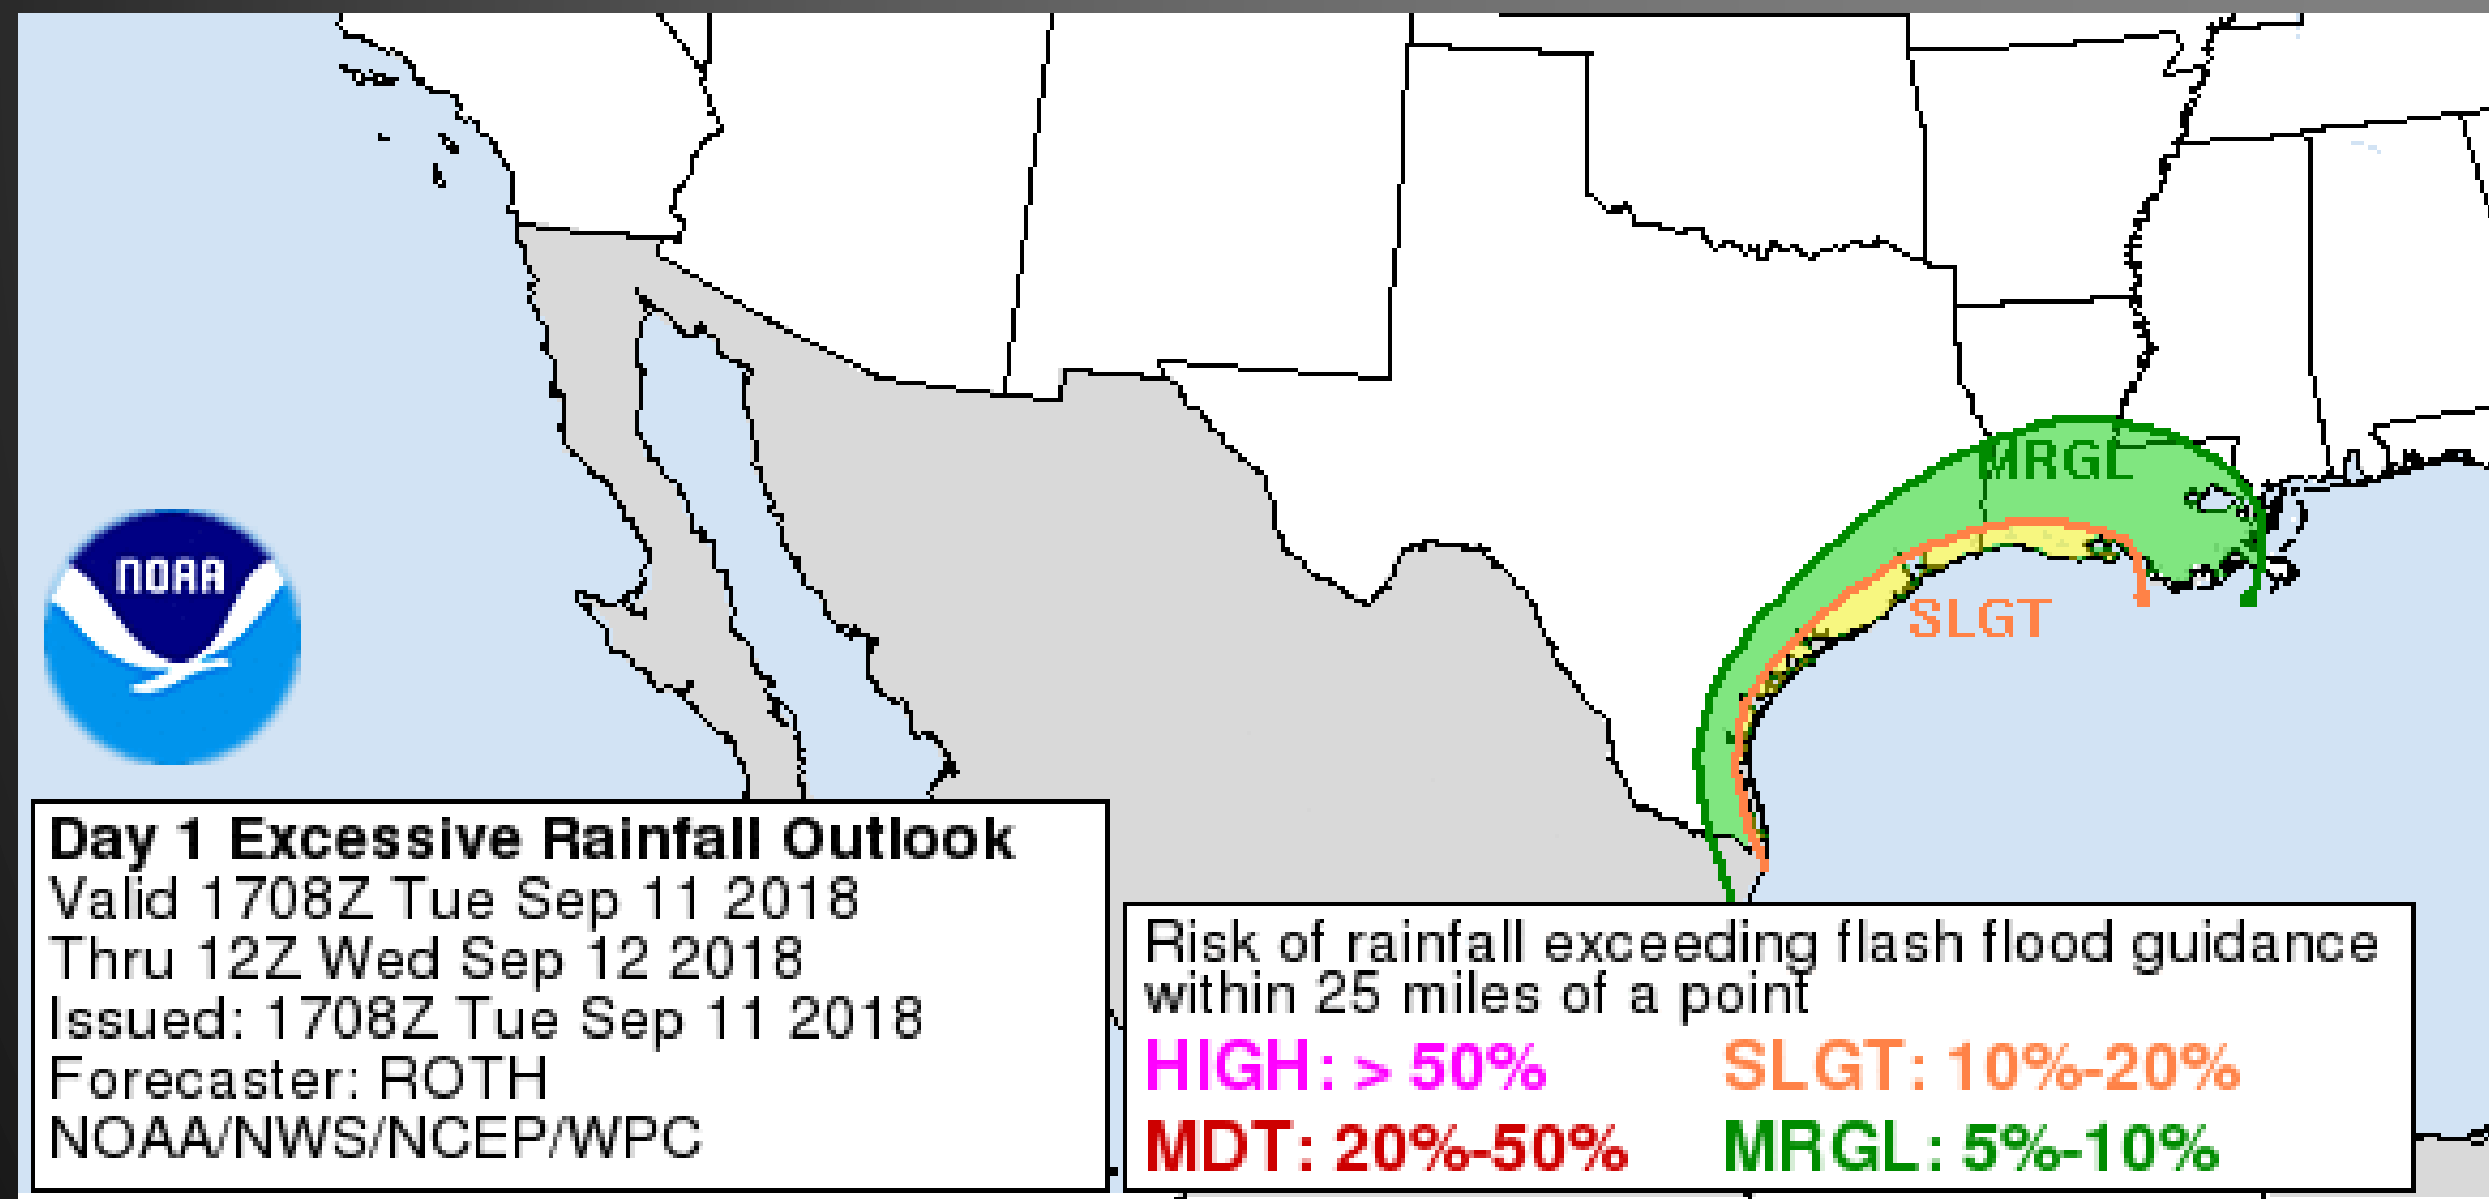 MRGL
NOAA
SLGT
Day 1 Excessive Rainfall Outlook
Valid 1708Z Tue Sep 11 2018
Thru 12Z Wed Sep 12 2018
Issued: 1708Z Tue Sep 11 2018
Forecaster: ROTH
NOAA/NWS/NCEP/WPC
Risk of rainfall exceeding flash flood guidance
within 25 miles of a point
HIGH: > 50% SLGT: 10%-20%
MDT: 20%-50% MRGL: 5%-10%